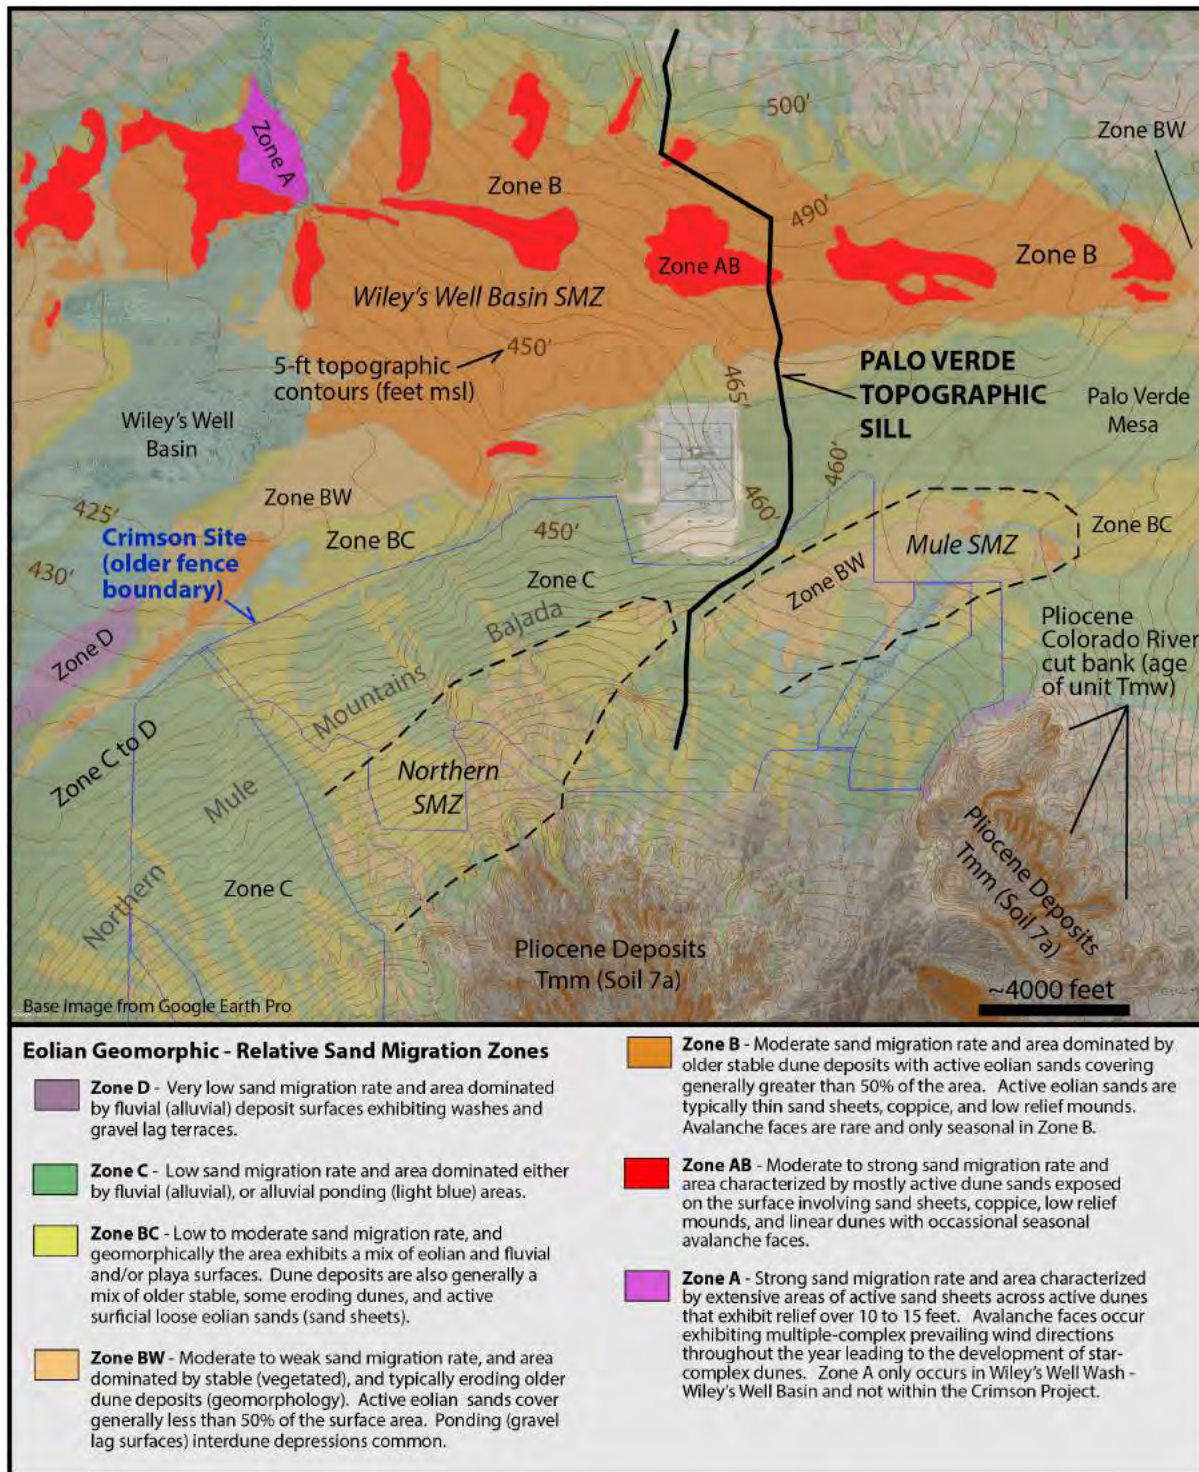 500'
Zone BW
Zone A
Zone B
490'
Zone AB
Zone B
Wiley's Well Basin SMZ
450'
5-ft topographic
contours (feet msl)
465'
PALO VERDE
TOPOGRAPHIC
SILL
Palo Verde
Mesa
Wiley's Well
Basin
460'
Zone BW
460'
425'
Crimson Site
(older fence
boundary)
Zone BC
450'
Zone BC
Mule SMZ
430'
Zone C
Zone BW
Bajada
Zone D
Pliocene
Colorado River
cut bank (age
of unit Tmw)
Mountains
Zone C to D
Northern
SMZ
Mule
Zone C
Northern
Pliocene Deposits
Tmm (Soil 7a)
Pliocene Deposits
Tmm (Soil 7a)
~4000 feet
Base image from Google Earth Pro
Eolian Geomorphic - Relative Sand Migration Zones
Zone D - Very low sand migration rate and area dominated
by fluvial (alluvial) deposit surfaces exhibiting washes and
gravel lag terraces.
Zone C - Low sand migration rate and area dominated either
by fluvial (alluvial), or alluvial ponding (light blue) areas.
Zone BC - Low to moderate sand migration rate, and
geomorphically the area exhibits a mix of eolian and fluvial
and/or playa surfaces.  Dune deposits are also generally a
mix of older stable, some eroding dunes, and active
surficial loose eolian sands (sand sheets).
Zone BW - Moderate to weak sand migration rate, and area
dominated by stable (vegetated), and typically eroding older
dune deposits (geomorphology).  Active eolian  sands cover
generally less than 50% of the surface area.  Ponding (gravel
lag surfaces) interdune depressions common.
Zone B - Moderate sand migration rate and area dominated by
older stable dune deposits with active eolian sands covering
generally greater than 50% of the area.  Active eolian sands are
typically thin sand sheets, coppice, and low relief mounds.
Avalanche faces are rare and only seasonal in Zone B.
Zone AB - Moderate to strong sand migration rate and
area characterized by mostly active dune sands exposed
on the surface involving sand sheets, coppice, low relief
mounds, and linear dunes with occassional seasonal
avalanche faces.
Zone A - Strong sand migration rate and area characterized
by extensive areas of active sand sheets across active dunes
that exhibit relief over 10 to 15 feet.  Avalanche faces occur
exhibiting multiple-complex prevailing wind directions
throughout the year leading to the development of star-
complex dunes.  Zone A only occurs in Wiley's Well Wash -
Wiley's Well Basin and not within the Crimson Project.